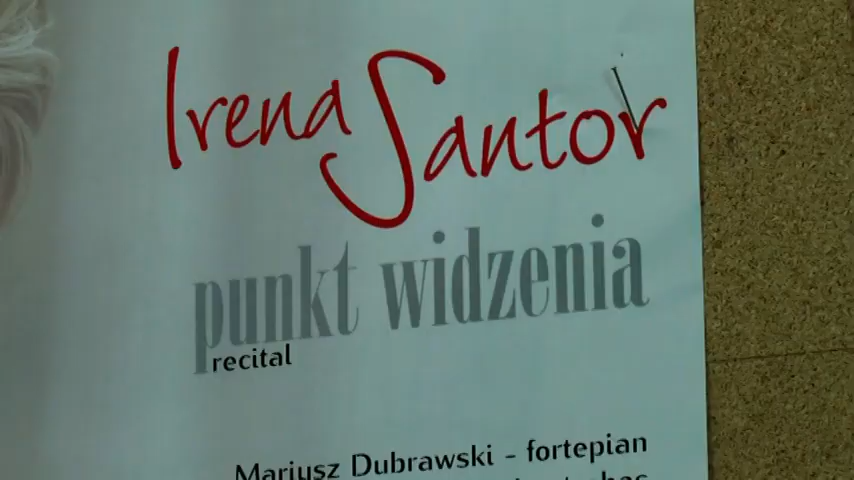 Irena Santor
punkt widzenia
recital
Mariusz Dubrawski - fortepian